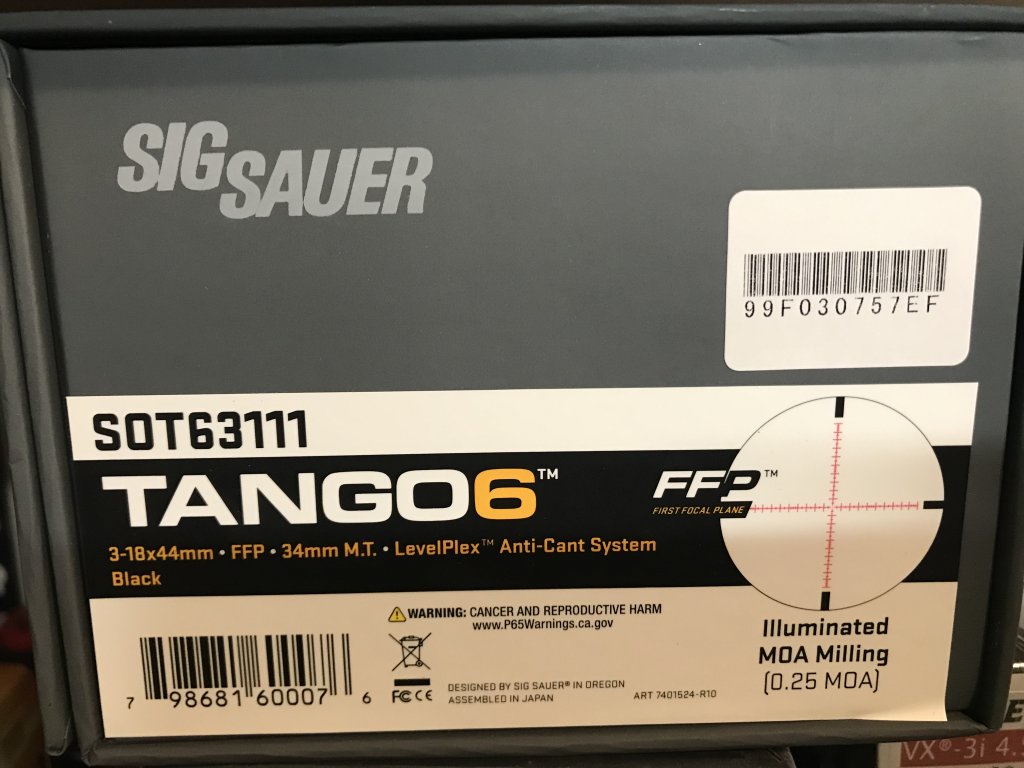 SIG SAUER
99F030757EF
SOT63111
TANGO6™
FFP™
FIRST FOCAL PLANE
3-18x44mm • FFP • 34mm M.T. • LevelPlex™ Anti-Cant System
Black
⚠WARNING: CANCER AND REPRODUCTIVE HARM
www.P65Warnings.ca.gov
Illuminated
MOA Milling
(0.25 MOA)
7 98681 60007 6
FC CE
DESIGNED BY SIG SAUER® IN OREGON
ASSEMBLED IN JAPAN
ART 7401524-R10
VX®-3i 4.